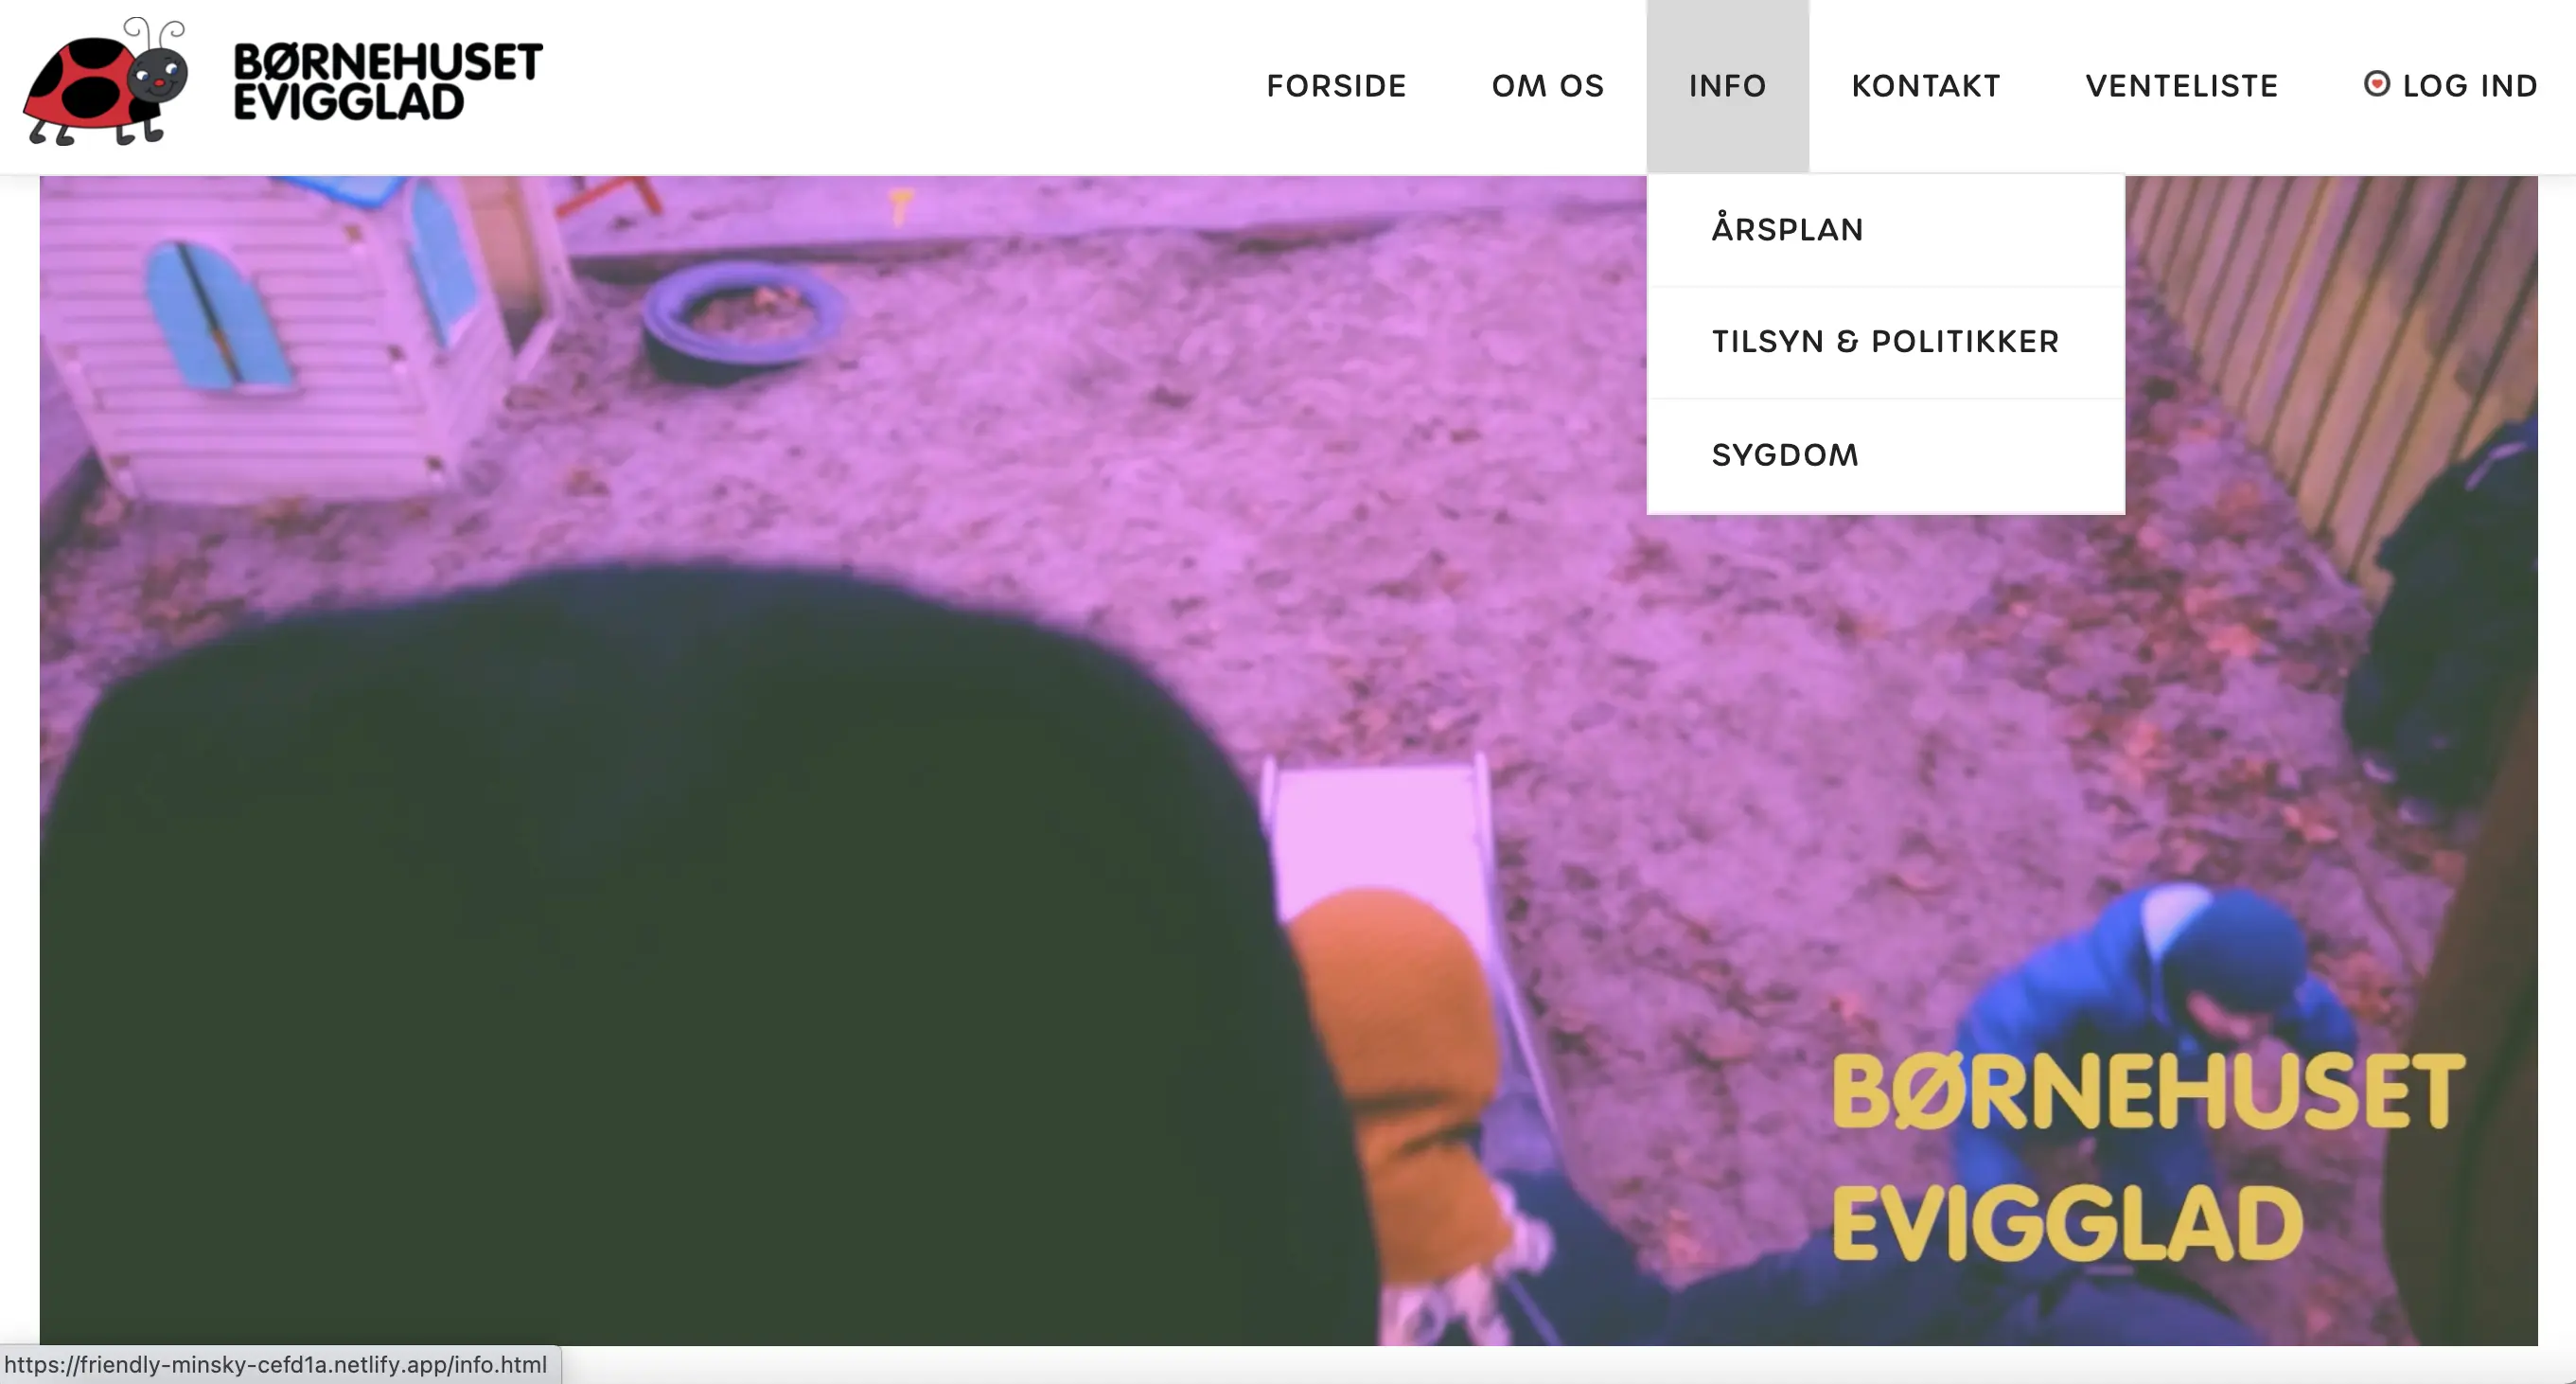 BØRNEHUSET
EVIGGLAD
FORSIDE
OM OS
INFO
KONTAKT
VENTELISTE
LOG IND
ÅRSPLAN
TILSYN & POLITIKKER
SYGDOM
BØRNEHUSET
EVIGGLAD
https://friendly-minsky-cefd1a.netlify.app/info.html